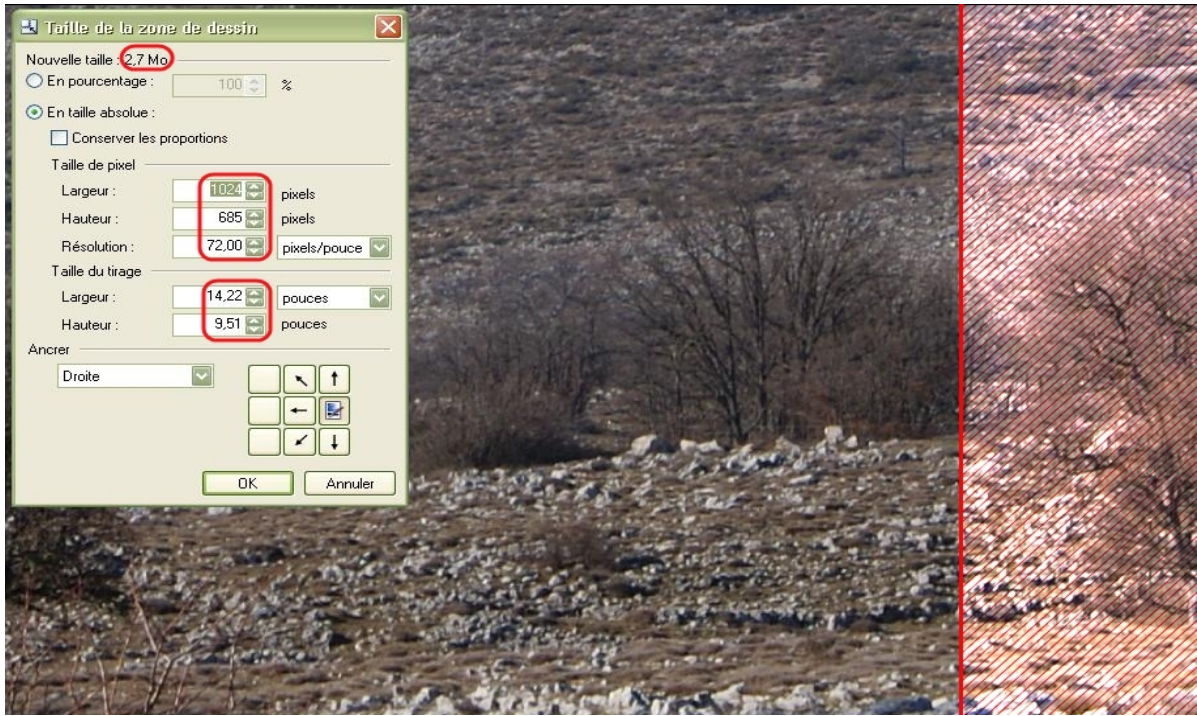 Taille de la zone de dessin
Nouvelle taille : 2,7 Mo
En pourcentage : 100 %
En taille absolue :
Conserver les proportions
Taille de pixel
Largeur : 1024 pixels
Hauteur : 685 pixels
Résolution : 72,00 pixels/pouce
Taille du tirage
Largeur : 14,22 pouces
Hauteur : 9,51 pouces
Ancrer
Droite
OK Annuler